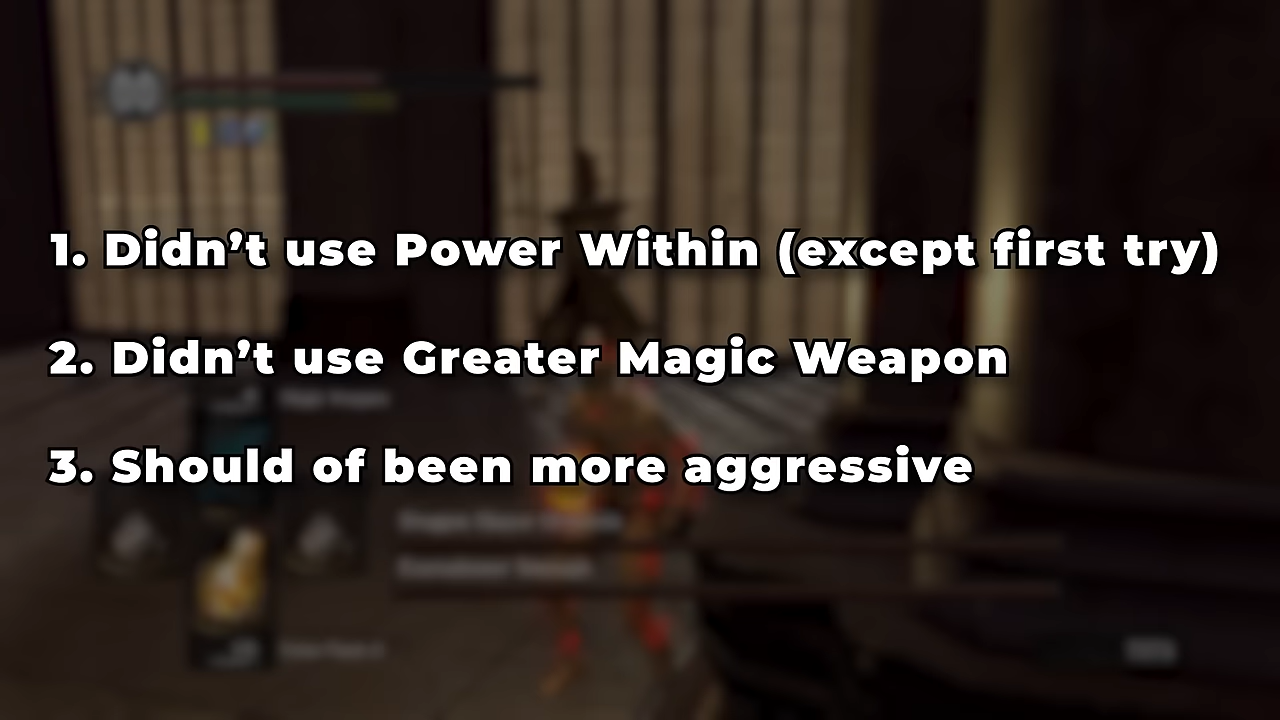 1. Didn’t use Power Within (except first try)
2. Didn’t use Greater Magic Weapon
3. Should of been more aggressive